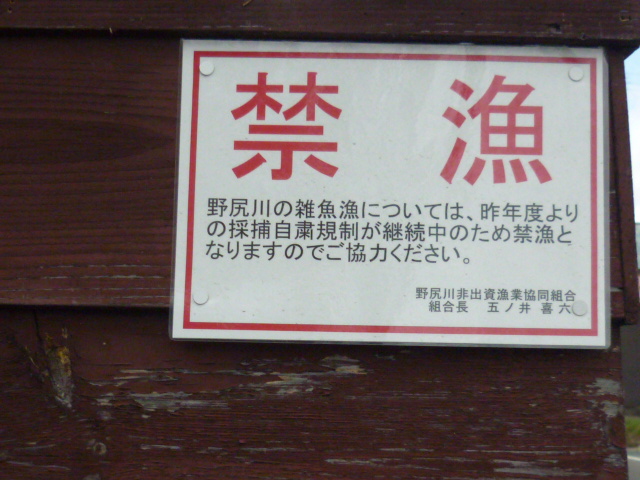 禁漁
野尻川の雑魚漁については、昨年度より
の採捕自粛規制が継続中のため禁漁と
なりますのでご協力ください。
野尻川非出資漁業協同組合
組合長 五ノ井 喜六